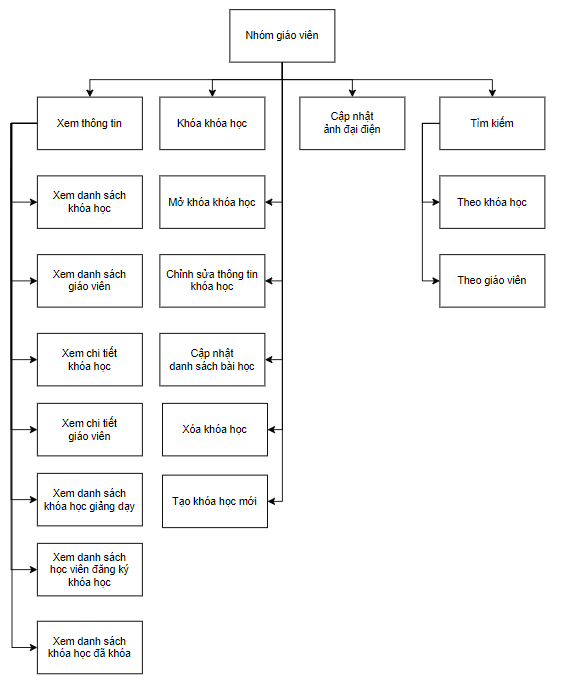 Nhóm giáo viên
Xem thông tin
Khóa khóa học
Cập nhật
ảnh đại điện
Tìm kiếm
Xem danh sách
khóa học
Mở khóa khóa học
Theo khóa học
Xem danh sách
giáo viên
Chỉnh sửa thông tin
khóa học
Theo giáo viên
Xem chi tiết
khóa học
Cập nhật
danh sách bài học
Xem chi tiết
giáo viên
Xóa khóa học
Xem danh sách
khóa học giảng dạy
Tạo khóa học mới
Xem danh sách
học viên đăng ký
khóa học
Xem danh sách
khóa học đã khóa